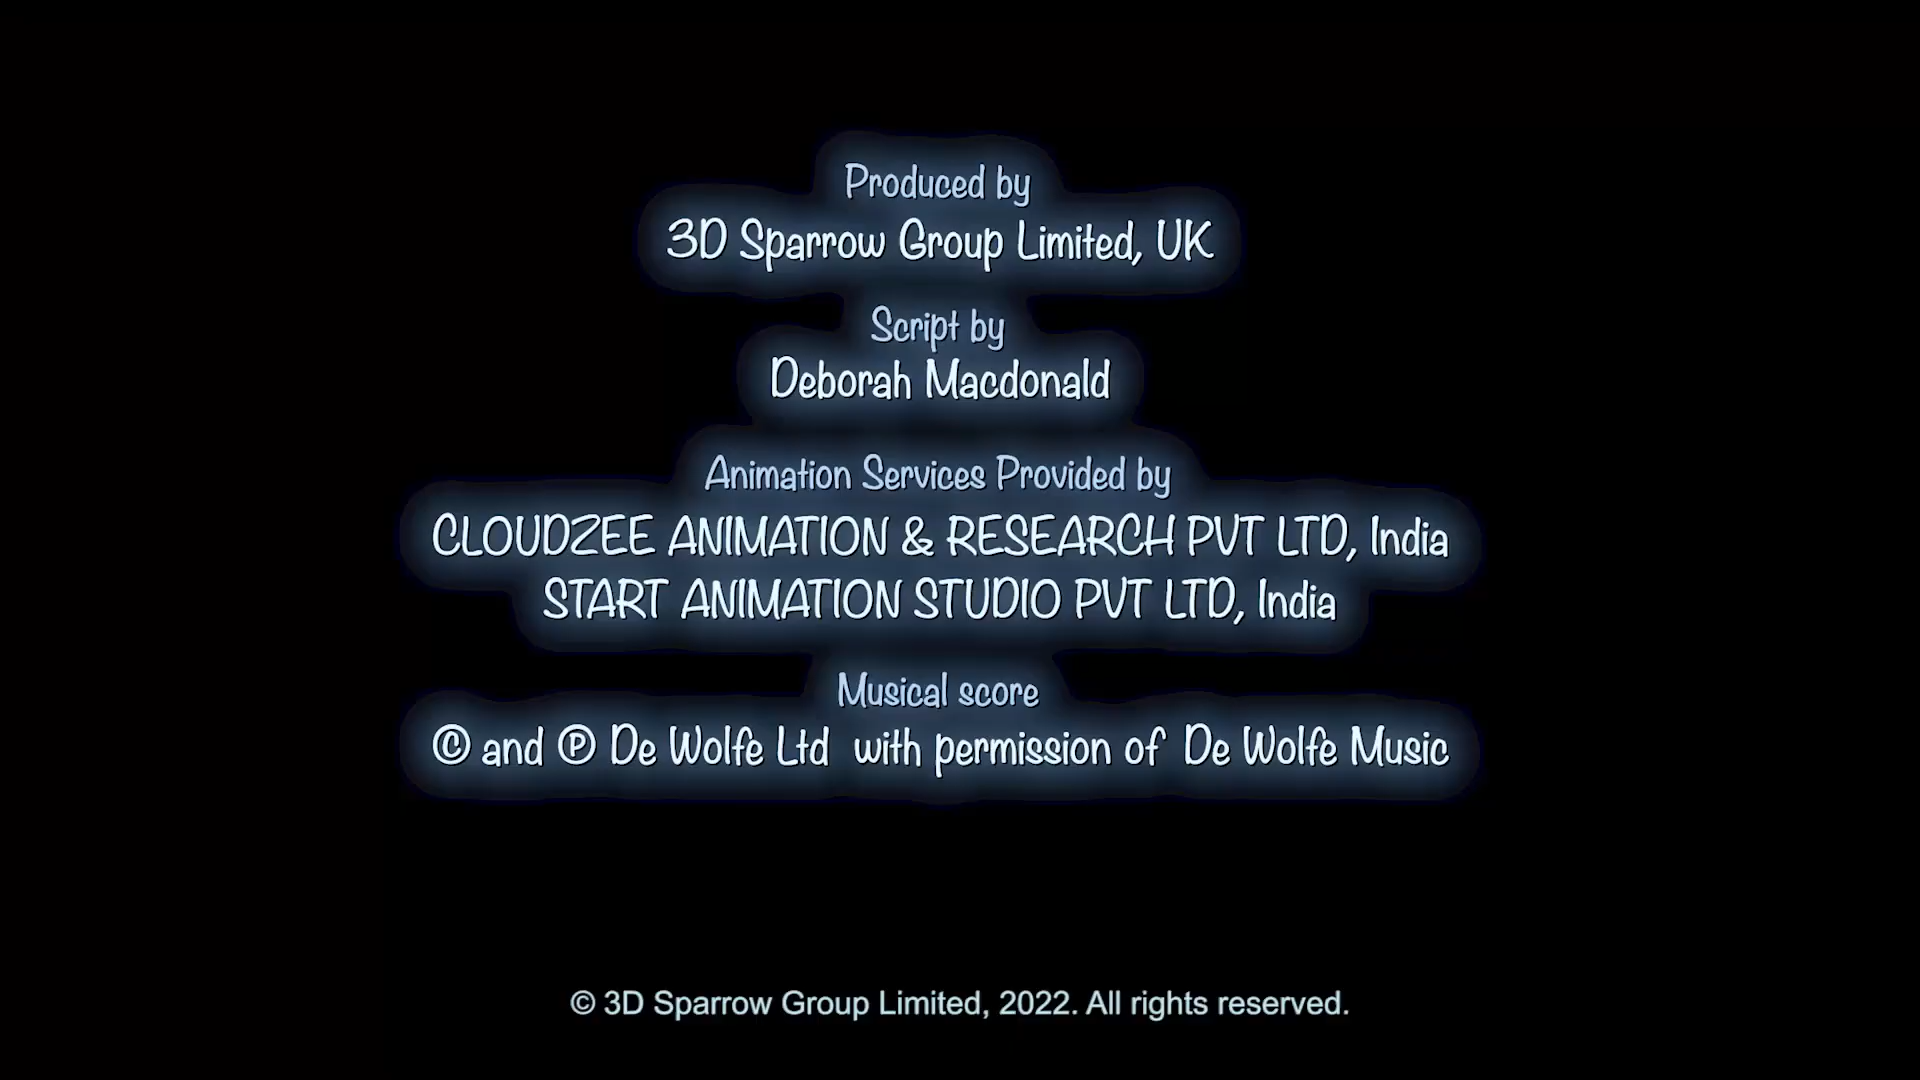 Produced by
3D Sparrow Group Limited, UK
Script by
Deborah Macdonald
Animation Services Provided by
CLOUDZEE ANIMATION & RESEARCH PVT LTD, India
START ANIMATION STUDIO PVT LTD, India
Musical score
© and ℗ De Wolfe Ltd with permission of De Wolfe Music
© 3D Sparrow Group Limited, 2022. All rights reserved.